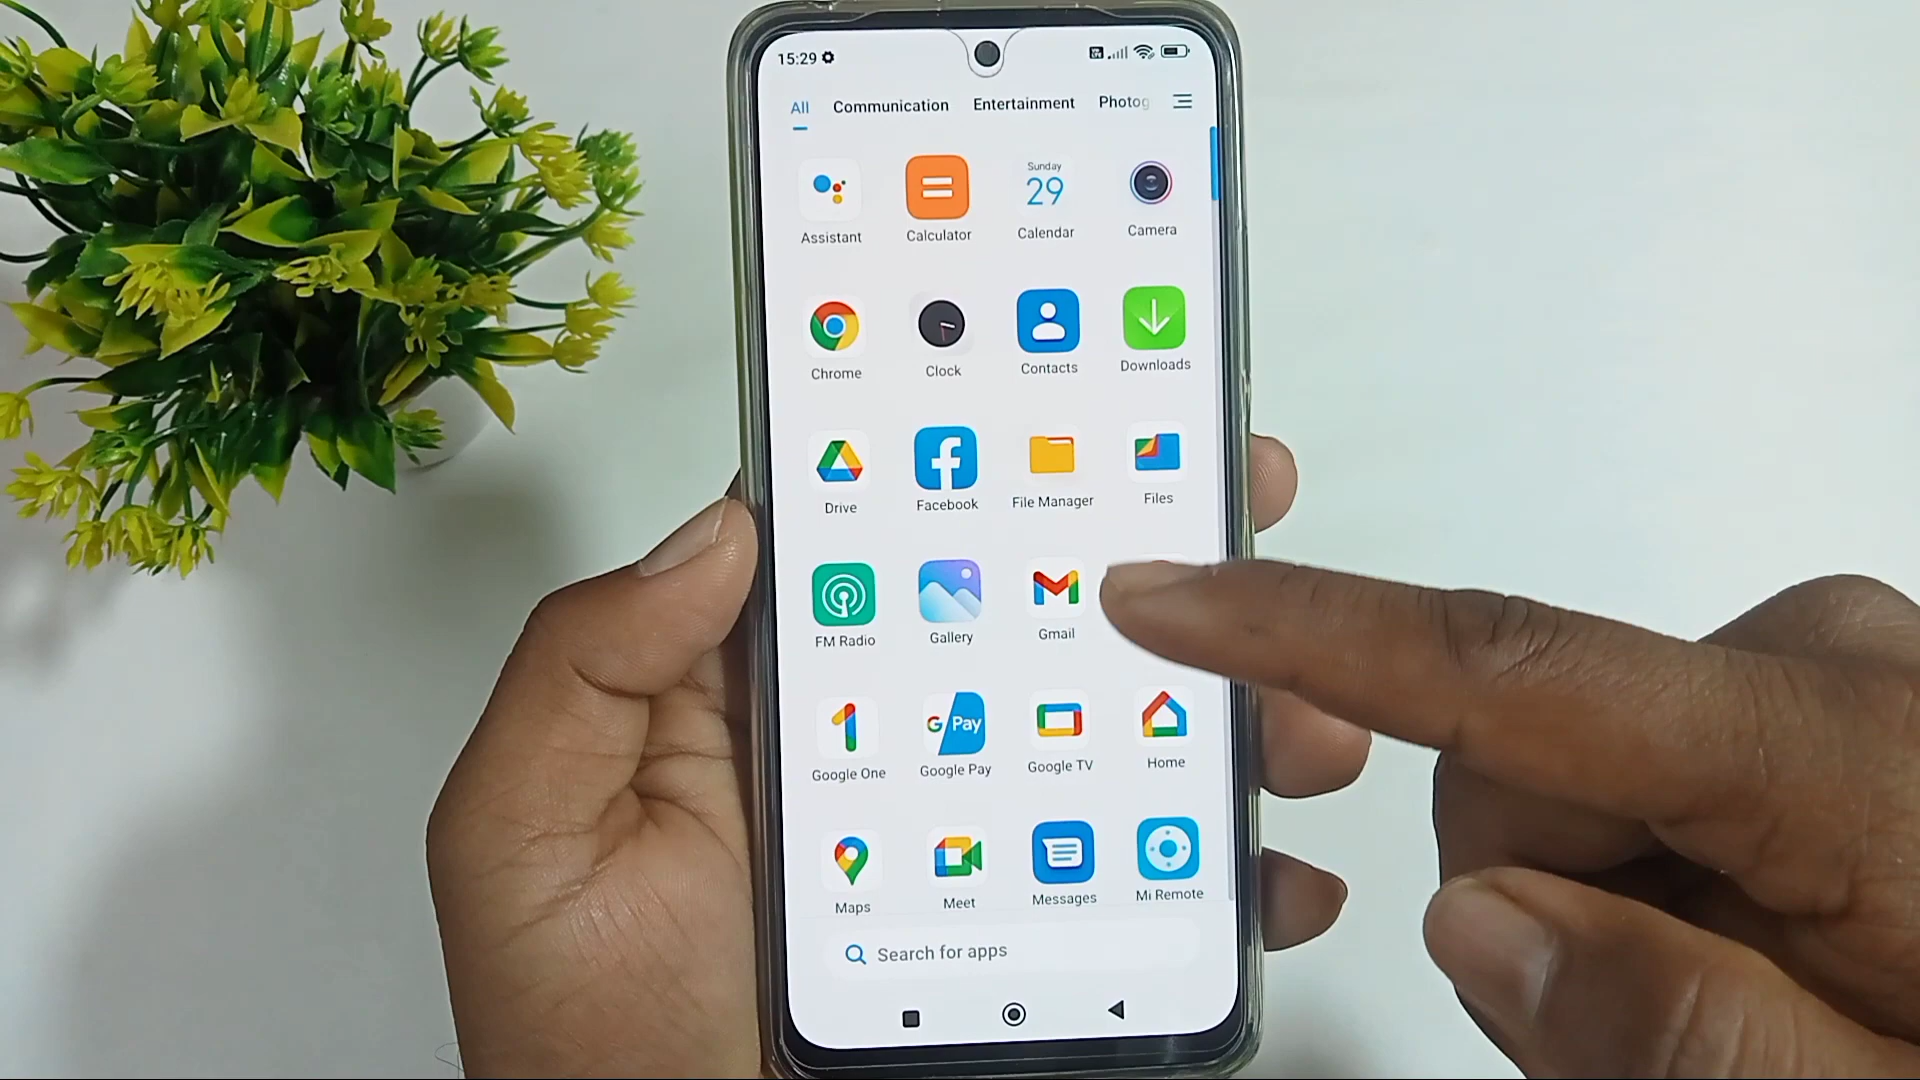 15:29
All Communication Entertainment Photog
Sunday
29
Assistant Calculator Calendar Camera
Chrome Clock Contacts Downloads
Drive Facebook File Manager Files
FM Radio Gallery Gmail
G Pay
Google One Google Pay Google TV Home
Maps Meet Messages Mi Remote
Search for apps